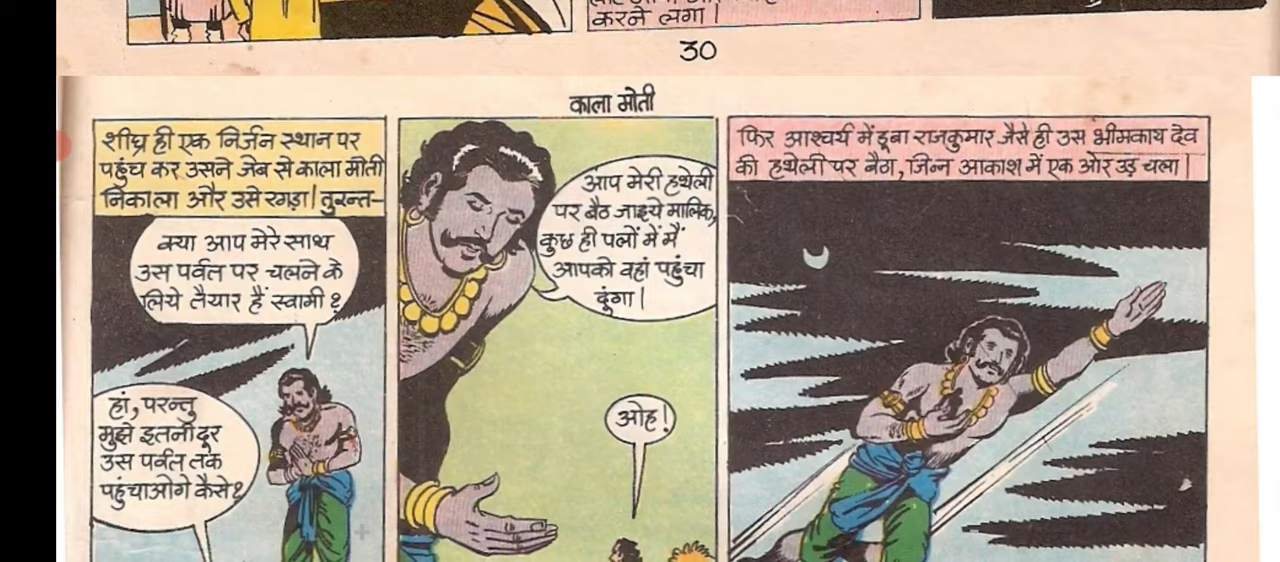 करने लगा।
30
काला मोती
शीघ्र ही एक निर्जन स्थान पर
पहुंच कर उसने जेब से काला मोती
निकाला और उसे रगड़ा। तुरन्त-
क्या आप मेरे साथ
उस पर्वत पर चलने के
लिये तैयार हैं स्वामी ?
हां, परन्तु
मुझे इतनी दूर
उस पर्वत तक
पहुंचाओगे कैसे ?
आप मेरी हथेली
पर बैठ जाइये मालिक,
कुछ ही पलों में मैं
आपको वहां पहुंचा
दूंगा।
ओह!
फिर आश्चर्य में डूबा राजकुमार जैसे ही उस भीमकाय देव
की हथेली पर बैठा, जिन्न आकाश में एक ओर उड़ चला।